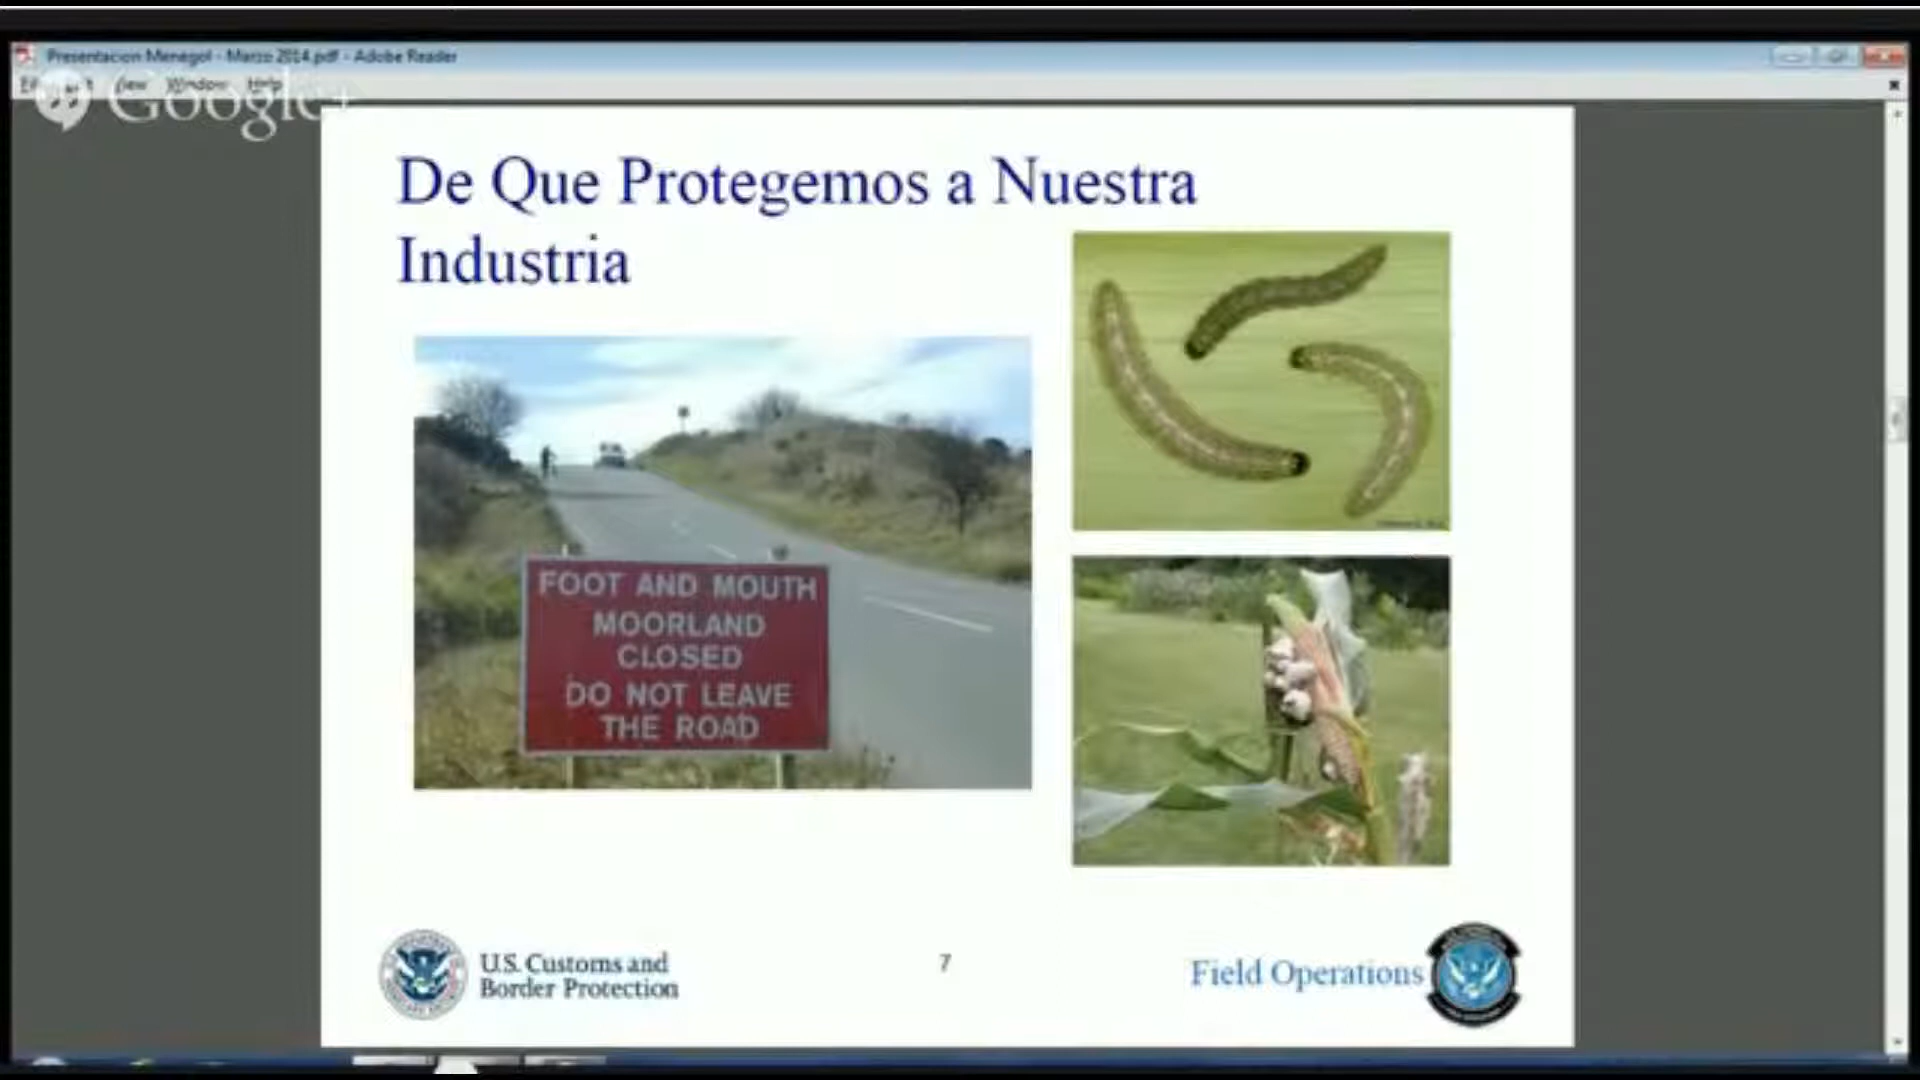 Presentacion Menegol - Marzo 2014.pdf - Adobe Reader
View Window Help
Google+
De Que Protegemos a Nuestra
Industria
FOOT AND MOUTH
MOORLAND
CLOSED
DO NOT LEAVE
THE ROAD
U.S. Customs and
Border Protection
7
Field Operations